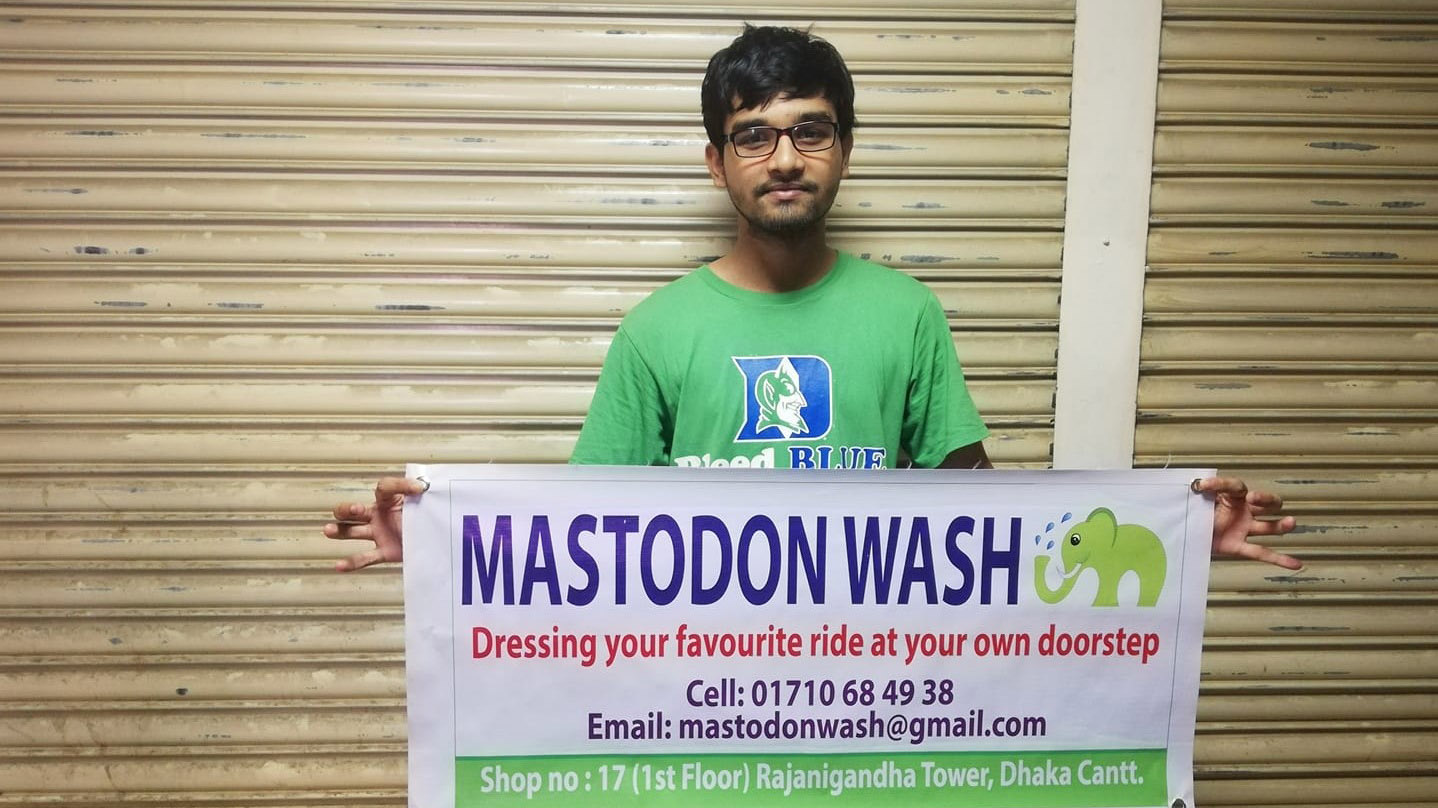 D
Bleed BLUE
MASTODON WASH
Dressing your favourite ride at your own doorstep
Cell: 01710 68 49 38
Email: mastodonwash@gmail.com
Shop no : 17 (1st Floor) Rajanigandha Tower, Dhaka Cantt.